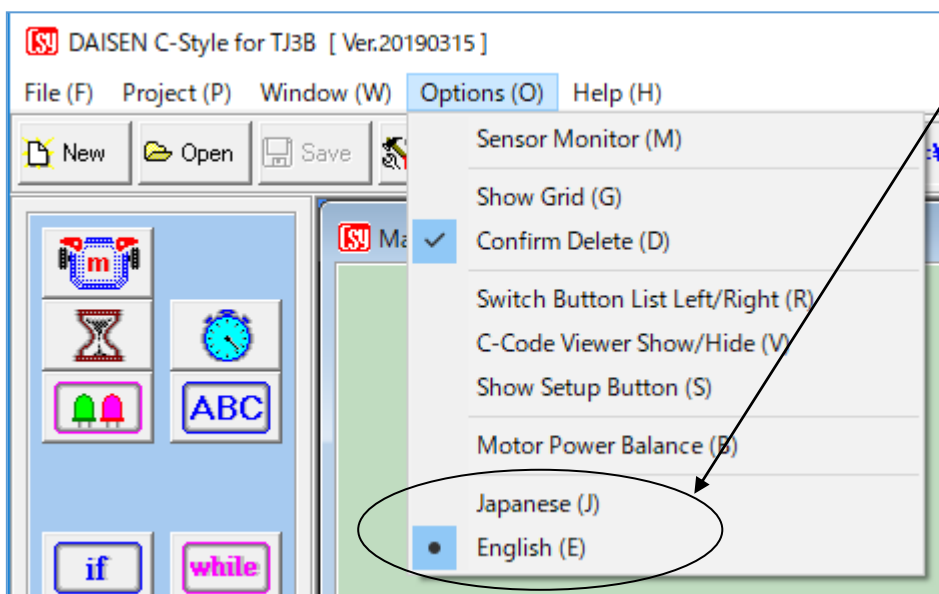 DAISEN C-Style for TJ3B [ Ver.20190315 ]
File (F) Project (P) Window (W) Options (O) Help (H)
New Open Save
Sensor Monitor (M)
Show Grid (G)
Confirm Delete (D)
Switch Button List Left/Right (R)
C-Code Viewer Show/Hide (V)
Show Setup Button (S)
Motor Power Balance (B)
Japanese (J)
English (E)
m
ABC
if while